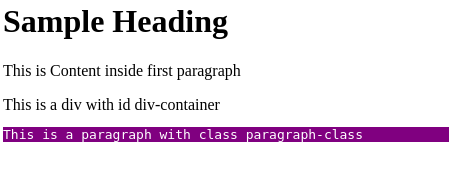 Sample Heading
This is Content inside first paragraph
This is a div with id div-container
This is a paragraph with class paragraph-class